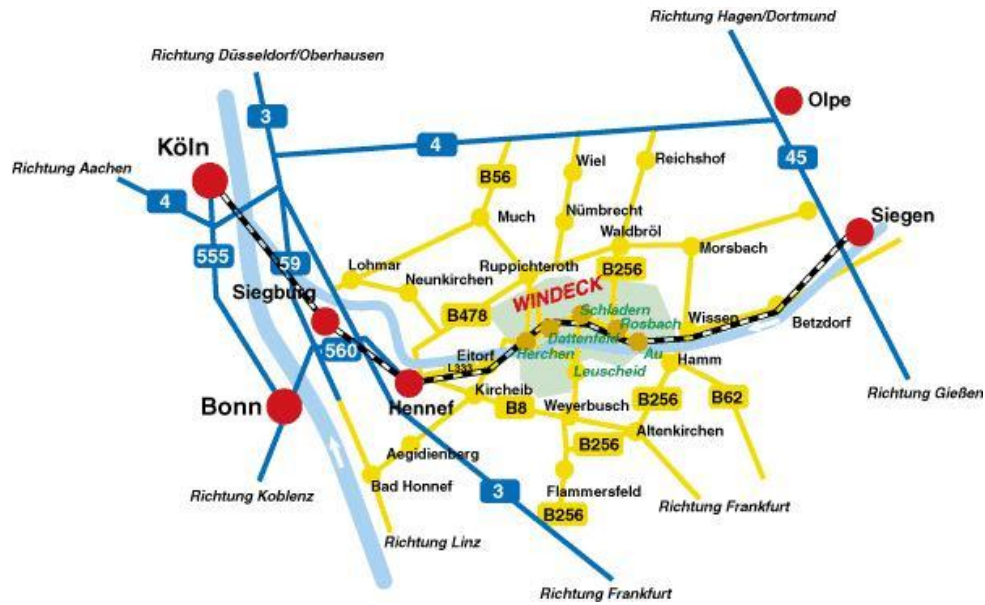 Richtung Hagen/Dortmund
Richtung Düsseldorf/Oberhausen
Olpe
3
Köln
4
45
Richtung Aachen
Wiel
Reichshof
B56
4
Much
Nümbrecht
Siegen
Waldbröl
Morsbach
555
59
Lohmar
Ruppichteroth
Neunkirchen
B256
WINDECK
Siegburg
B478
Schladern
Wissen
Betzdorf
Rosbach
Dattenfeld
560
Eitorf
Herchen
Au
Hamm
L333
Leuscheid
Kircheib
Richtung Gießen
Bonn
Hennef
B8
Weyerbusch
B256
B62
Altenkirchen
B256
Aegidienberg
Bad Honnef
Flammersfeld
3
Richtung Koblenz
Richtung Frankfurt
B256
Richtung Linz
Richtung Frankfurt